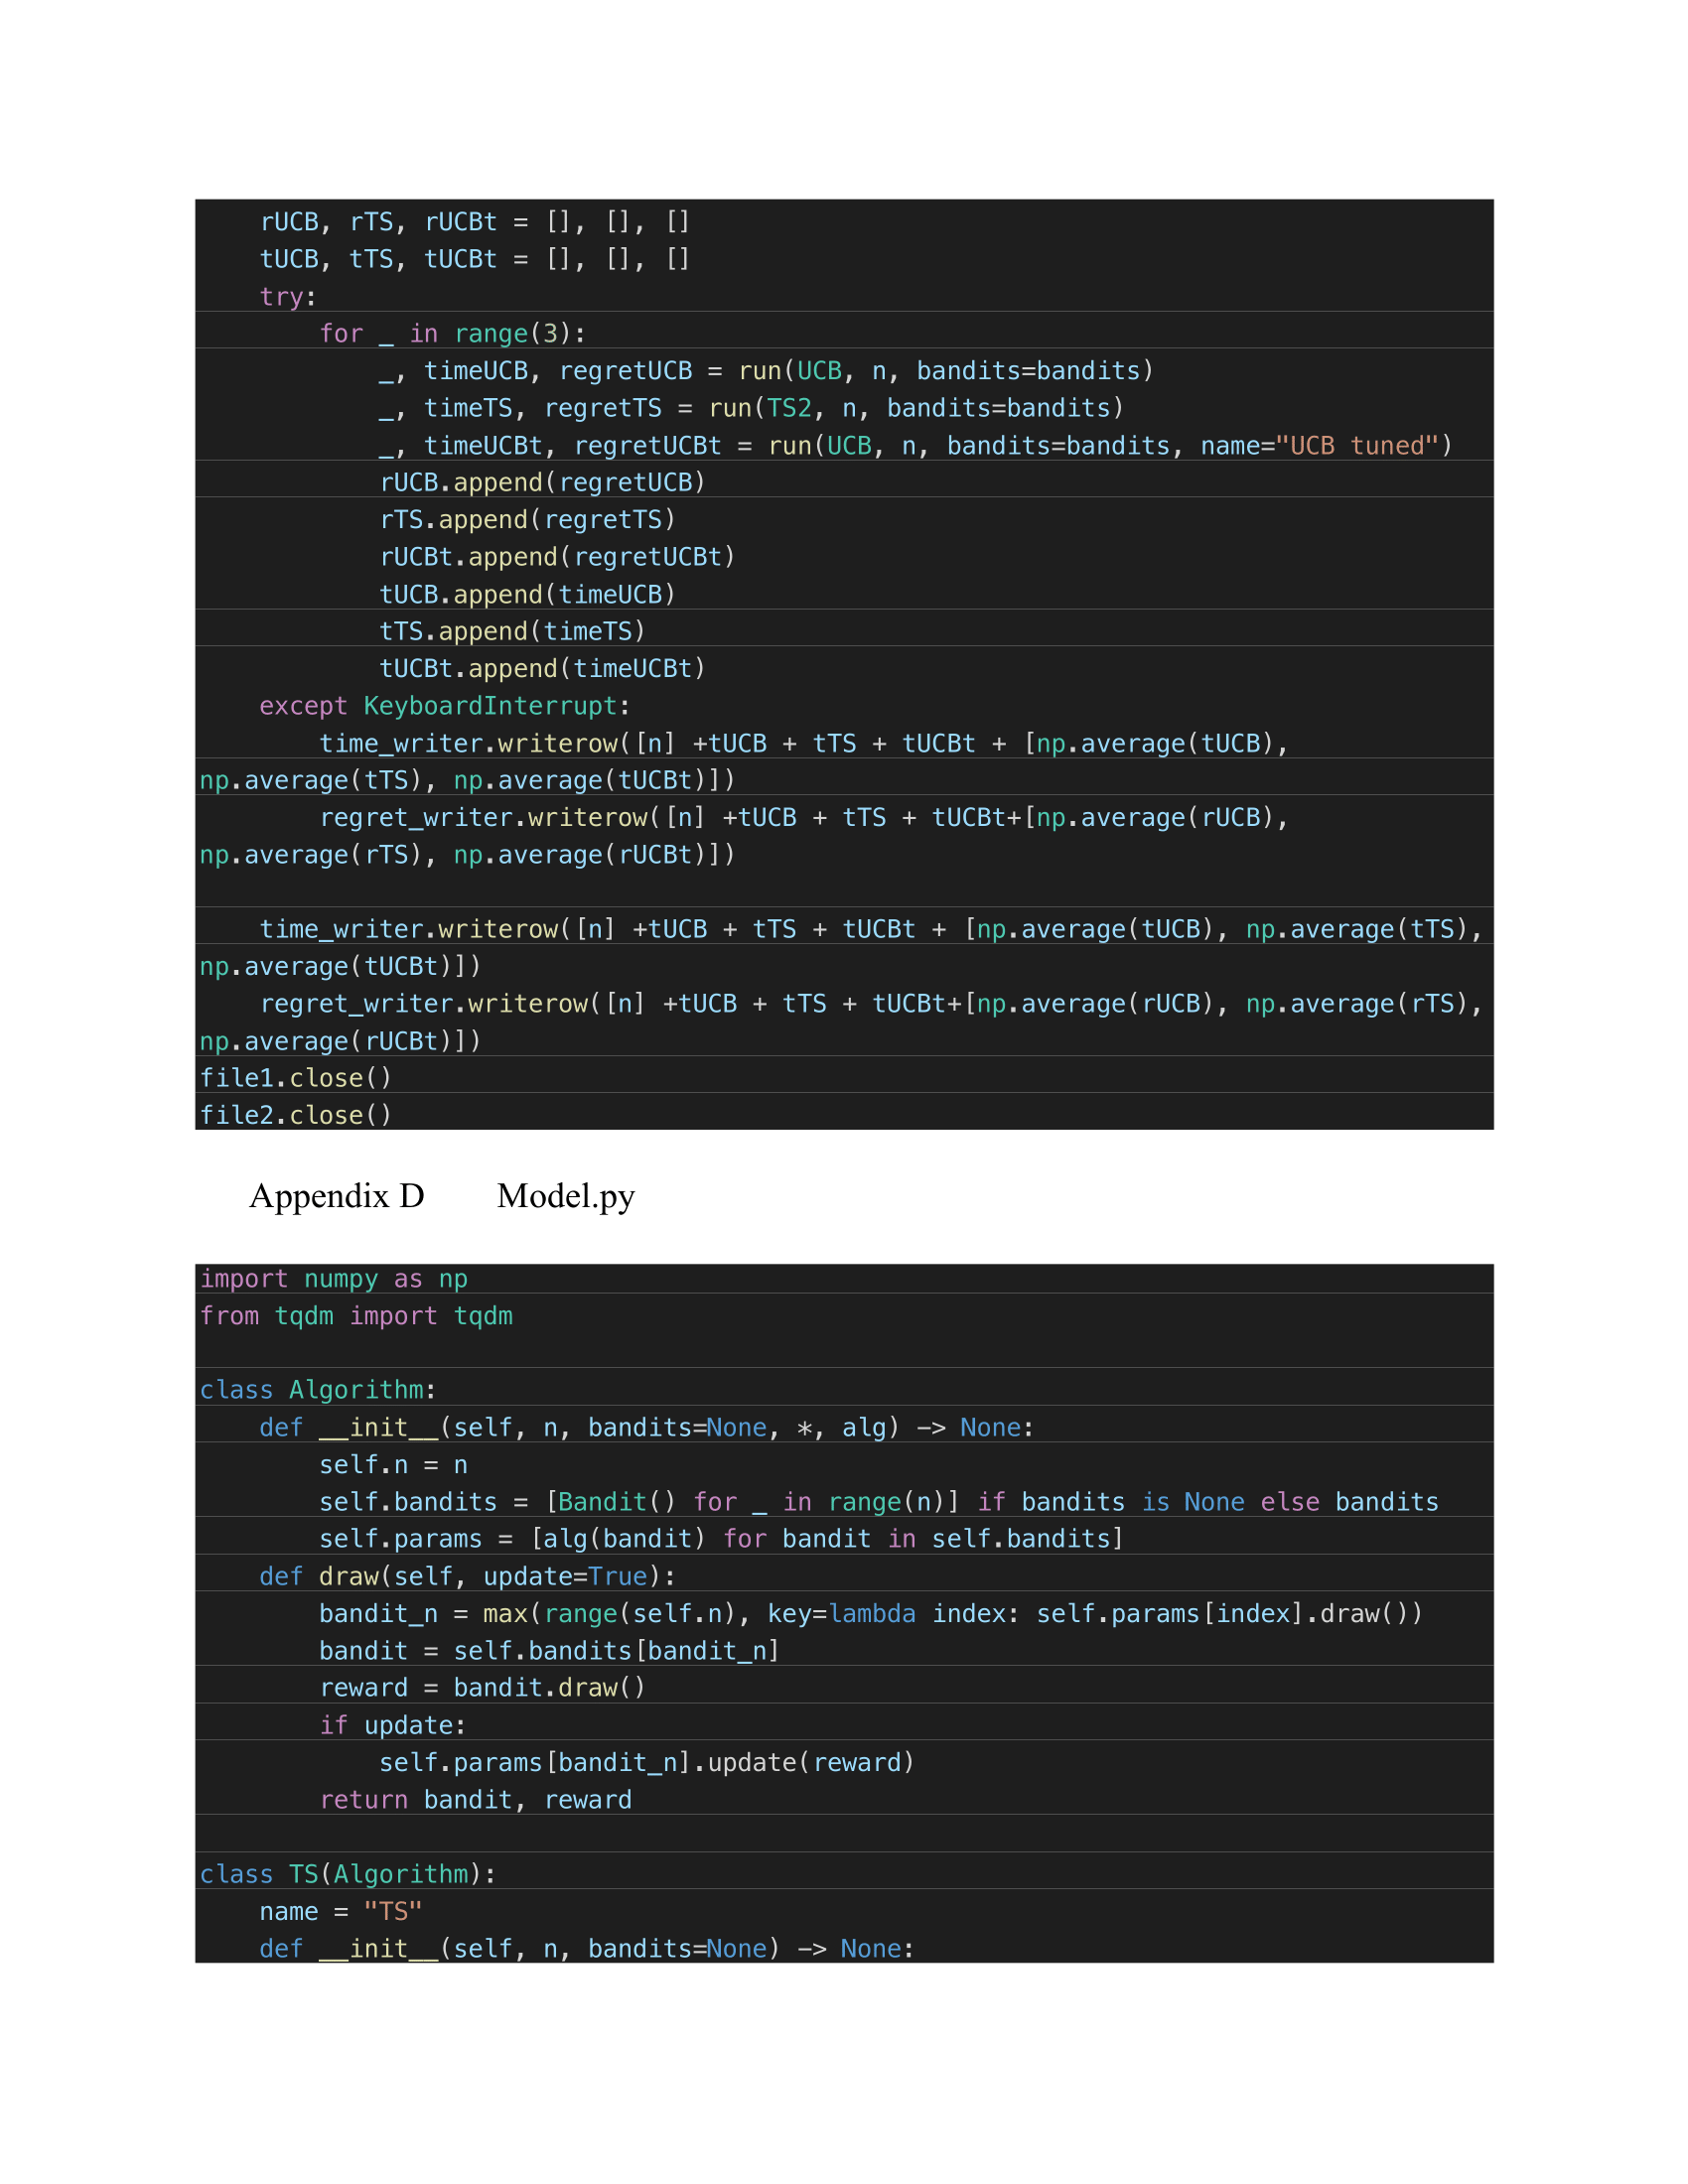 rUCB, rTS, rUCBt = [], [], []
    tUCB, tTS, tUCBt = [], [], []
    try:
        for _ in range(3):
            _, timeUCB, regretUCB = run(UCB, n, bandits=bandits)
            _, timeTS, regretTS = run(TS2, n, bandits=bandits)
            _, timeUCBt, regretUCBt = run(UCB, n, bandits=bandits, name="UCB tuned")
            rUCB.append(regretUCB)
            rTS.append(regretTS)
            rUCBt.append(regretUCBt)
            tUCB.append(timeUCB)
            tTS.append(timeTS)
            tUCBt.append(timeUCBt)
    except KeyboardInterrupt:
        time_writer.writerow([n] +tUCB + tTS + tUCBt + [np.average(tUCB),
np.average(tTS), np.average(tUCBt)])
        regret_writer.writerow([n] +tUCB + tTS + tUCBt+[np.average(rUCB),
np.average(rTS), np.average(rUCBt)])
    time_writer.writerow([n] +tUCB + tTS + tUCBt + [np.average(tUCB), np.average(tTS),
np.average(tUCBt)])
    regret_writer.writerow([n] +tUCB + tTS + tUCBt+[np.average(rUCB), np.average(rTS),
np.average(rUCBt)])
file1.close()
file2.close()
Appendix D Model.py
import numpy as np
from tqdm import tqdm
class Algorithm:
    def __init__(self, n, bandits=None, *, alg) -> None:
        self.n = n
        self.bandits = [Bandit() for _ in range(n)] if bandits is None else bandits
        self.params = [alg(bandit) for bandit in self.bandits]
    def draw(self, update=True):
        bandit_n = max(range(self.n), key=lambda index: self.params[index].draw())
        bandit = self.bandits[bandit_n]
        reward = bandit.draw()
        if update:
            self.params[bandit_n].update(reward)
        return bandit, reward
class TS(Algorithm):
    name = "TS"
    def __init__(self, n, bandits=None) -> None: